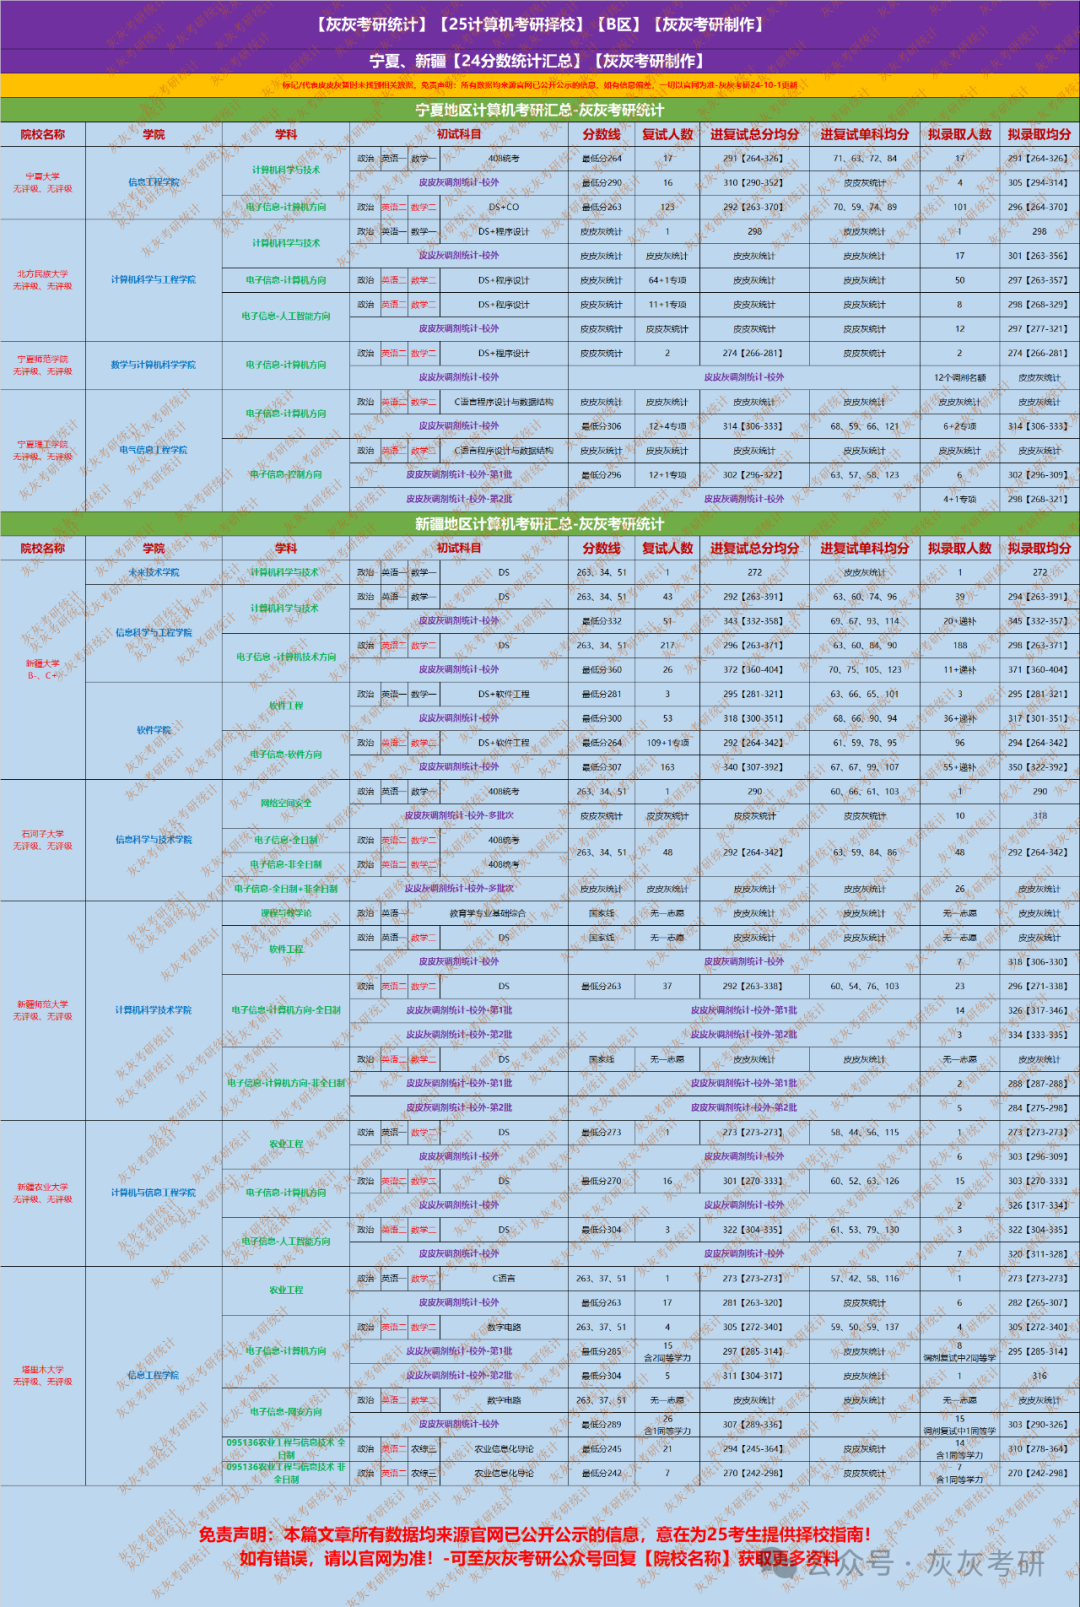 【灰灰考研统计】【25计算机考研择校】【B区】【灰灰考研制作】
宁夏、新疆【24分数统计汇总】【灰灰考研制作】
标记/代表皮皮灰暂时未找到相关数据，免责声明：所有数据均来源官网已公开公示的信息，如有信息偏差，一切以官网为准-灰灰考研24-10-1更新
宁夏地区计算机考研汇总-灰灰考研统计
院校名称 学院 学科 初试科目 分数线 复试人数 进复试总分均分 进复试单科均分 拟录取人数 拟录取均分
宁夏大学 无评级、无评级 信息工程学院 计算机科学与技术 政治 英语一 数学一 408统考 最低分264 17 291【264-326】 71、63、72、84 17 291【264-326】
皮皮灰调剂统计-校外 最低分290 16 310【290-352】 皮皮灰统计 4 305【294-314】
电子信息-计算机方向 政治 英语二 数学二 DS+CO 最低分263 123 292【263-370】 70、59、74、89 101 296【264-370】
北方民族大学 无评级、无评级 计算机科学与工程学院 计算机科学与技术 政治 英语一 数学一 DS+程序设计 皮皮灰统计 1 298 皮皮灰统计 1 298
皮皮灰调剂统计-校外 皮皮灰统计 皮皮灰统计 皮皮灰统计 皮皮灰统计 17 301【263-356】
电子信息-计算机方向 政治 英语二 数学二 DS+程序设计 皮皮灰统计 64+1专项 皮皮灰统计 皮皮灰统计 50 297【263-357】
电子信息-人工智能方向 政治 英语二 数学二 DS+程序设计 皮皮灰统计 11+1专项 皮皮灰统计 皮皮灰统计 8 298【268-329】
皮皮灰调剂统计-校外 皮皮灰统计 皮皮灰统计 皮皮灰统计 皮皮灰统计 12 297【277-321】
宁夏师范学院 无评级、无评级 数学与计算机科学学院 电子信息-计算机方向 政治 英语二 数学二 DS+程序设计 皮皮灰统计 2 274【266-281】 皮皮灰统计 2 274【266-281】
皮皮灰调剂统计-校外 皮皮灰调剂统计-校外 12个调剂名额 皮皮灰统计
宁夏理工学院 无评级、无评级 电气信息工程学院 电子信息-计算机方向 政治 英语二 数学二 C语言程序设计与数据结构 皮皮灰统计 皮皮灰统计 皮皮灰统计 皮皮灰统计 皮皮灰统计 皮皮灰统计
皮皮灰调剂统计-校外 最低分306 12+4专项 314【306-333】 68、59、66、121 6+2专项 314【306-333】
电子信息-控制方向 政治 英语二 数学二 C语言程序设计与数据结构 皮皮灰统计 皮皮灰统计 皮皮灰统计 皮皮灰统计 皮皮灰统计 皮皮灰统计
皮皮灰调剂统计-校外-第1批 最低分296 12+1专项 302【296-322】 63、57、58、123 6 302【296-309】
皮皮灰调剂统计-校外-第2批 皮皮灰调剂统计-校外 4+1专项 298【268-321】
新疆地区计算机考研汇总-灰灰考研统计
院校名称 学院 学科 初试科目 分数线 复试人数 进复试总分均分 进复试单科均分 拟录取人数 拟录取均分
新疆大学 B-、C+ 未来技术学院 计算机科学与技术 政治 英语一 数学一 DS 263、34、51 1 272 皮皮灰统计 1 272
信息科学与工程学院 计算机科学与技术 政治 英语一 数学一 DS 263、34、51 43 292【263-391】 63、60、74、96 39 294【263-391】
皮皮灰调剂统计-校外 最低分332 51 343【332-358】 69、67、93、114 20+递补 345【332-357】
电子信息-计算机技术方向 政治 英语二 数学二 DS 263、34、51 217 296【263-371】 63、60、84、90 188 298【263-371】
皮皮灰调剂统计-校外 最低分360 26 372【360-404】 70、75、105、123 11+递补 371【360-404】
软件学院 软件工程 政治 英语一 数学一 DS+软件工程 最低分281 3 295【281-321】 63、66、65、101 3 295【281-321】
皮皮灰调剂统计-校外 最低分300 53 318【300-351】 68、66、90、94 36+递补 317【301-351】
电子信息-软件方向 政治 英语二 数学二 DS+软件工程 最低分264 109+1专项 292【264-342】 61、59、78、95 96 294【264-342】
皮皮灰调剂统计-校外 最低分307 163 340【307-392】 67、67、99、107 55+递补 350【322-392】
石河子大学 无评级、无评级 信息科学与技术学院 网络空间安全 政治 英语一 数学一 408统考 263、34、51 1 290 60、66、61、103 1 290
皮皮灰调剂统计-校外-多批次 皮皮灰统计 皮皮灰统计 皮皮灰统计 皮皮灰统计 10 318
电子信息-全日制 政治 英语二 数学二 408统考 263、34、51 48 292【264-342】 63、59、84、86 48 292【264-342】
电子信息-非全日制 政治 英语二 数学二 408统考
电子信息-全日制+非全日制 皮皮灰调剂统计-校外-多批次 皮皮灰统计 皮皮灰统计 皮皮灰统计 皮皮灰统计 26 皮皮灰统计
新疆师范大学 无评级、无评级 计算机科学技术学院 课程与教学论 政治 英语一 教育学专业基础综合 国家线 无一志愿 皮皮灰统计 皮皮灰统计 无一志愿 皮皮灰统计
软件工程 政治 英语一 数学二 DS 国家线 无一志愿 皮皮灰统计 皮皮灰统计 无一志愿 皮皮灰统计
皮皮灰调剂统计-校外 皮皮灰调剂统计-校外 7 318【306-330】
电子信息-计算机方向-全日制 政治 英语二 数学二 DS 最低分263 37 292【263-338】 60、54、76、103 23 296【271-338】
皮皮灰调剂统计-校外-第1批 皮皮灰调剂统计-校外-第1批 14 326【317-346】
皮皮灰调剂统计-校外-第2批 皮皮灰调剂统计-校外-第2批 3 334【333-335】
电子信息-计算机方向-非全日制 政治 英语二 数学二 DS 国家线 无一志愿 皮皮灰统计 皮皮灰统计 无一志愿 皮皮灰统计
皮皮灰调剂统计-校外-第1批 皮皮灰调剂统计-校外-第1批 2 288【287-288】
皮皮灰调剂统计-校外-第2批 皮皮灰调剂统计-校外-第2批 5 284【275-298】
新疆农业大学 无评级、无评级 计算机与信息工程学院 农业工程 政治 英语一 数学二 DS 最低分273 1 273【273-273】 58、44、56、115 1 273【273-273】
皮皮灰调剂统计-校外 皮皮灰调剂统计-校外 6 303【296-309】
电子信息-计算机方向 政治 英语二 数学二 DS 最低分270 16 301【270-333】 60、52、63、126 15 303【270-333】
皮皮灰调剂统计-校外 皮皮灰调剂统计-校外 2 326【317-334】
电子信息-人工智能方向 政治 英语二 数学二 DS 最低分304 3 322【304-335】 61、53、79、130 3 322【304-335】
皮皮灰调剂统计-校外 皮皮灰调剂统计-校外 7 320【311-328】
塔里木大学 无评级、无评级 信息工程学院 农业工程 政治 英语一 数学二 C语言 263、37、51 1 273【273-273】 57、42、58、116 1 273【273-273】
皮皮灰调剂统计-校外 最低分263 17 281【263-320】 皮皮灰统计 6 282【265-307】
电子信息-计算机方向 政治 英语二 数学二 数字电路 263、37、51 4 305【272-340】 59、50、59、137 4 305【272-340】
皮皮灰调剂统计-校外-第1批 最低分285 15 含2同等学力 297【285-314】 皮皮灰统计 8 调剂复试中2同等学 295【285-314】
皮皮灰调剂统计-校外-第2批 最低分304 5 311【304-317】 皮皮灰统计 1 316
电子信息-网安方向 政治 英语二 数学二 数字电路 263、37、51 无一志愿 皮皮灰统计 皮皮灰统计 无一志愿 皮皮灰统计
皮皮灰调剂统计-校外 最低分289 26 含1同等学力 307【289-336】 皮皮灰统计 15 调剂复试中1同等学 303【290-326】
095136农业工程与信息技术 全日制 政治 英语二 农综三 农业信息化导论 最低分245 21 294【245-364】 皮皮灰统计 14 含1同等学力 310【278-364】
095136农业工程与信息技术 非全日制 政治 英语二 农综三 农业信息化导论 最低分242 7 270【242-298】 皮皮灰统计 7 含1同等学力 270【242-298】
免责声明：本篇文章所有数据均来源官网已公开公示的信息，意在为25考生提供择校指南！
如有错误，请以官网为准！-可至灰灰考研公众号回复【院校名称】获取更多资料
公众号 · 灰灰考研